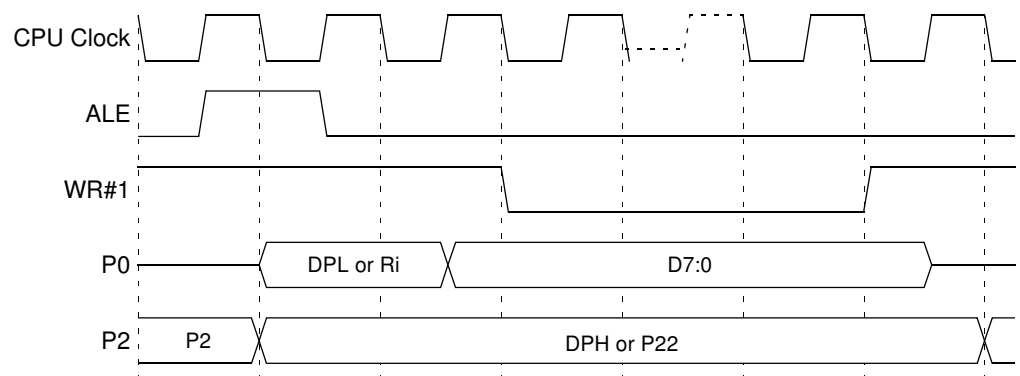 CPU Clock
ALE
WR#1
P0
DPL or Ri
D7:0
P2
P2
DPH or P22